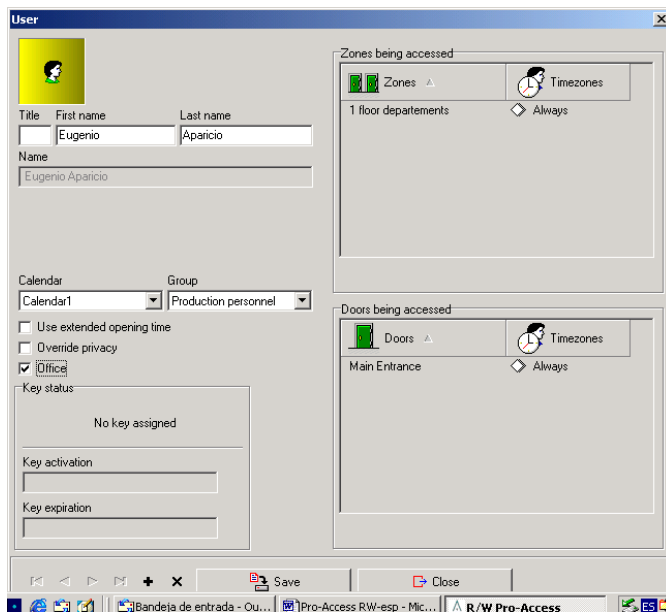 User
Title First name Last name
Eugenio Aparicio
Name
Eugenio Aparicio
Calendar Group
Calendar1 Production personnel
Use extended opening time
Override privacy
Office
Key status
No key assigned
Key activation
Key expiration
Zones being accessed
Zones Timezones
1 floor departements Always
Doors being accessed
Doors Timezones
Main Entrance Always
Save Close
Bandeja de entrada - Ou... Pro-Access RW-esp - Mic... R/W Pro-Access ES